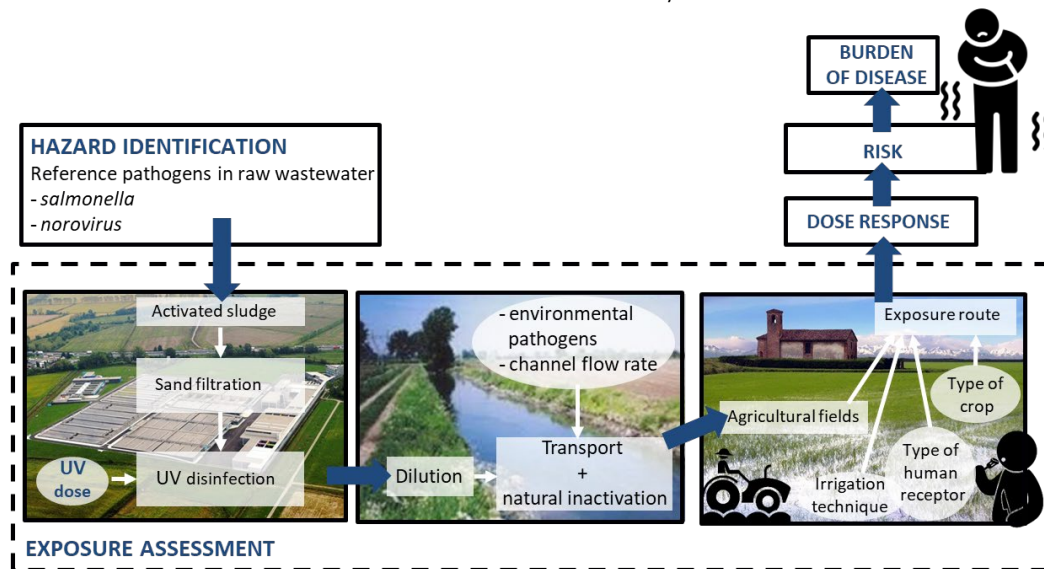 BURDEN
OF DISEASE
HAZARD IDENTIFICATION
Reference pathogens in raw wastewater
- salmonella
- norovirus
RISK
DOSE RESPONSE
Activated sludge
Sand filtration
UV
dose
UV disinfection
- environmental
pathogens
- channel flow rate
Dilution
Transport
+
natural inactivation
Exposure route
Type of
crop
Agricultural fields
Type of
human
receptor
Irrigation
technique
EXPOSURE ASSESSMENT